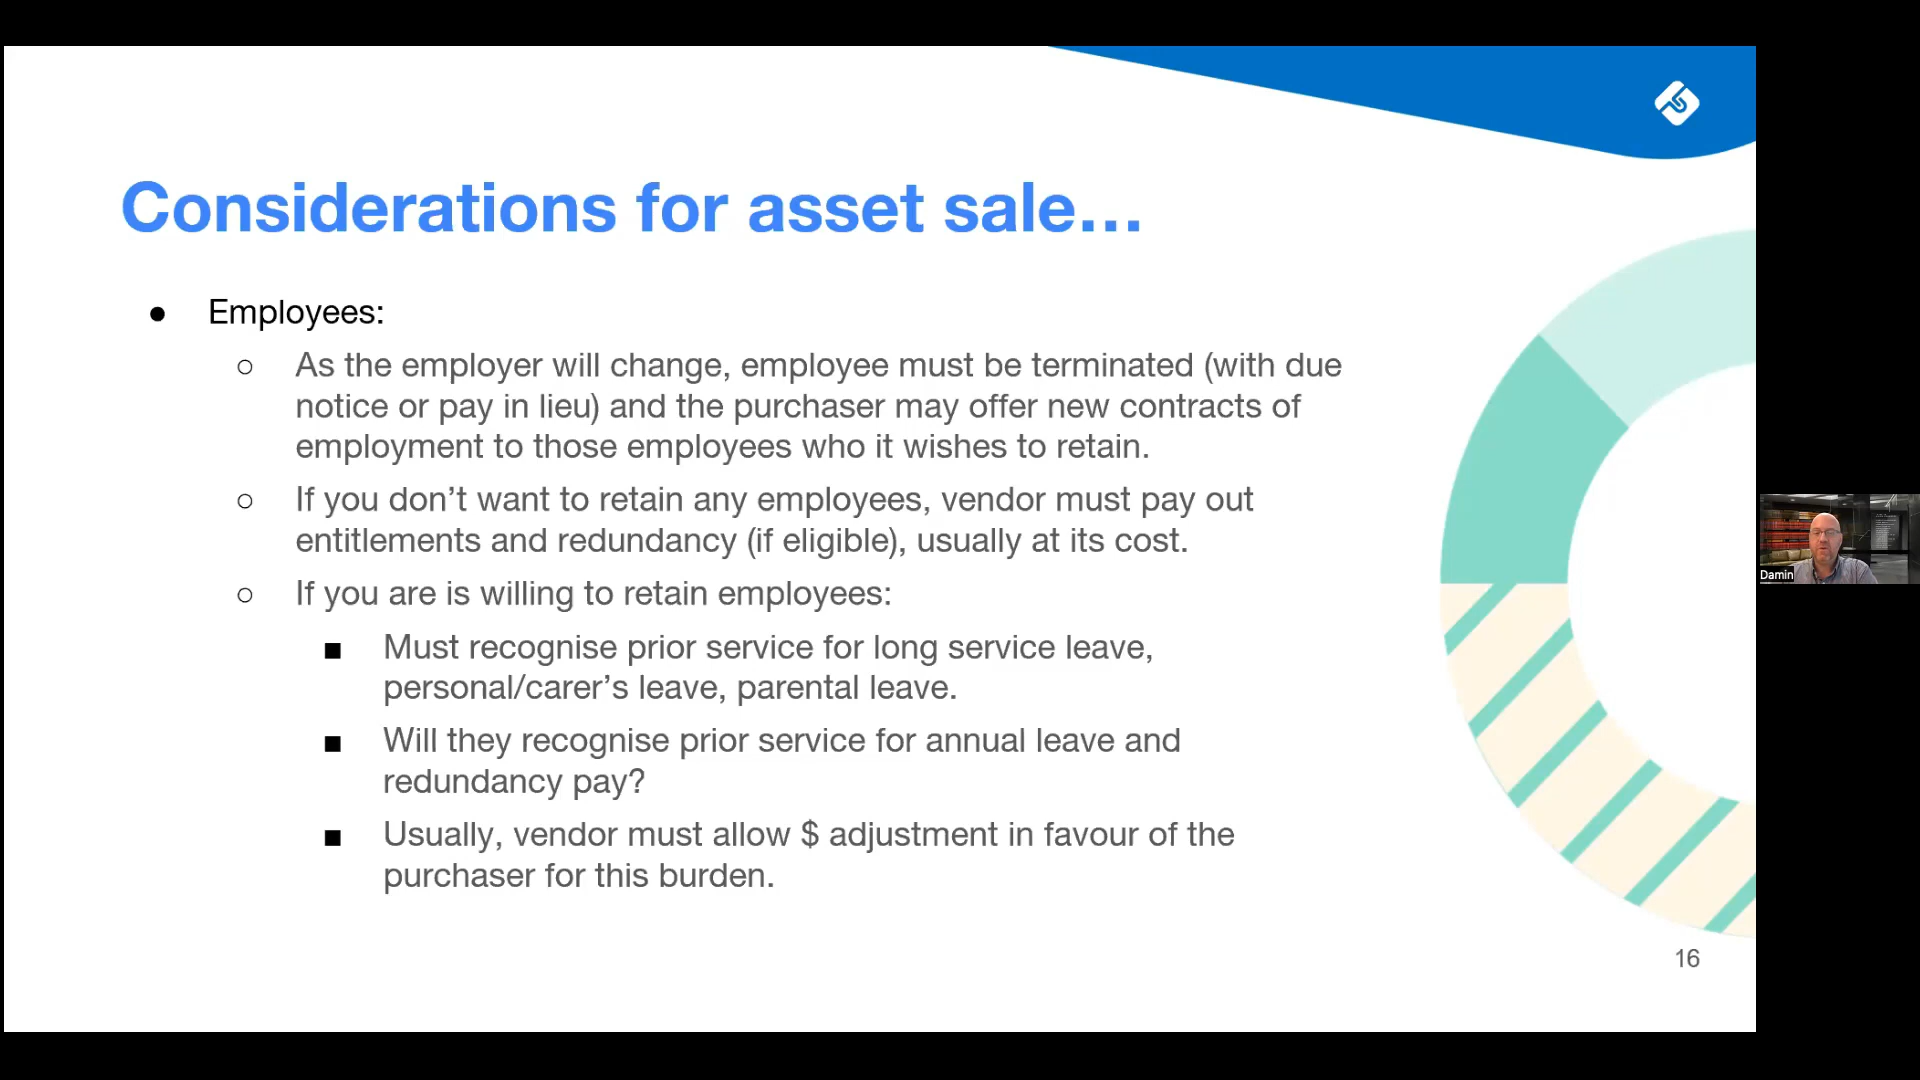 Considerations for asset sale…
● Employees:
○ As the employer will change, employee must be terminated (with due
notice or pay in lieu) and the purchaser may offer new contracts of
employment to those employees who it wishes to retain.
○ If you don’t want to retain any employees, vendor must pay out
entitlements and redundancy (if eligible), usually at its cost.
○ If you are is willing to retain employees:
■ Must recognise prior service for long service leave,
personal/carer’s leave, parental leave.
■ Will they recognise prior service for annual leave and
redundancy pay?
■ Usually, vendor must allow $ adjustment in favour of the
purchaser for this burden.
16
Damin